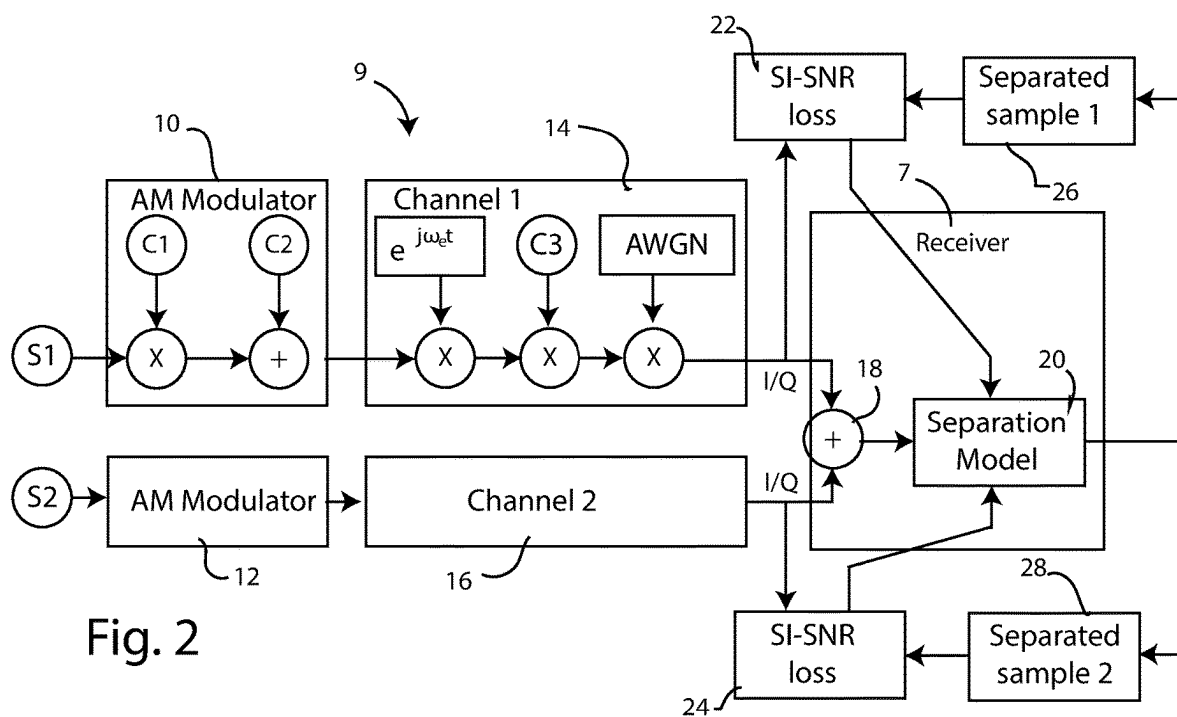 22
SI-SNR
loss
Separated
sample 1
26
9
10
14
7
AM Modulator
C1
C2
Channel 1
e^jωet
C3
AWGN
Receiver
S1
X
+
X
X
X
I/Q
18
20
+
Separation
Model
S2
AM Modulator
Channel 2
I/Q
12
16
28
SI-SNR
loss
Separated
sample 2
24
Fig. 2